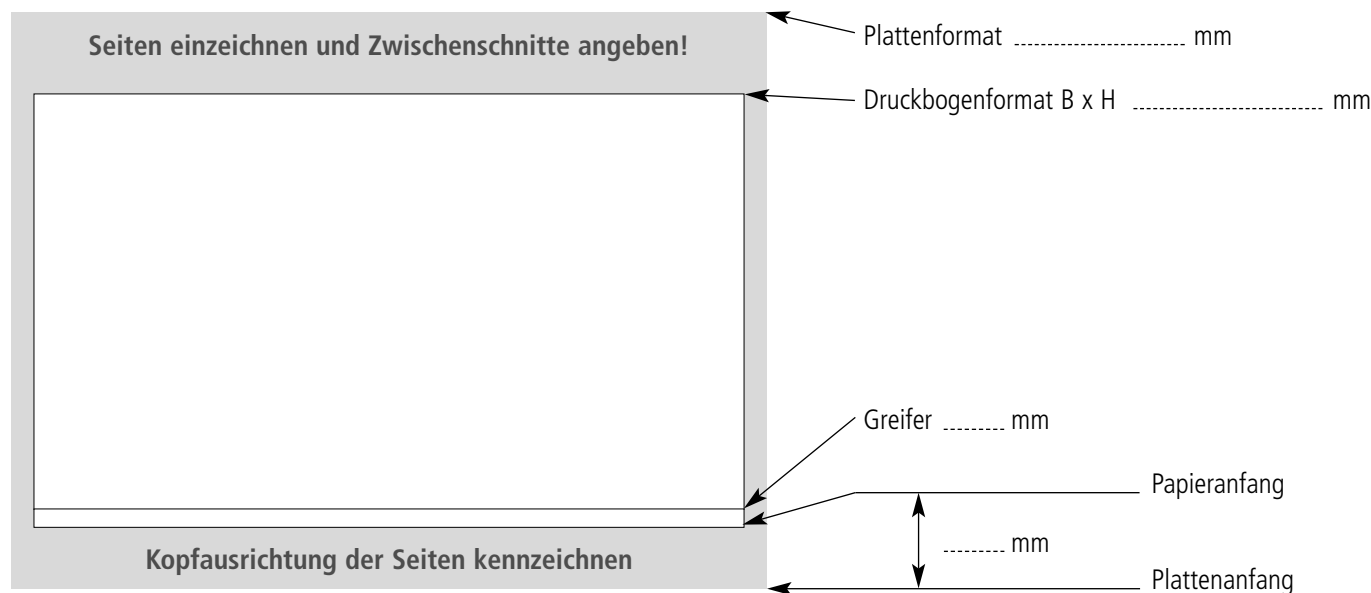 Seiten einzeichnen und Zwischenschnitte angeben!
Plattenformat ............................ mm
Druckbogenformat B x H ............................... mm
Greifer .......... mm
Papieranfang
.......... mm
Kopfausrichtung der Seiten kennzeichnen
Plattenanfang